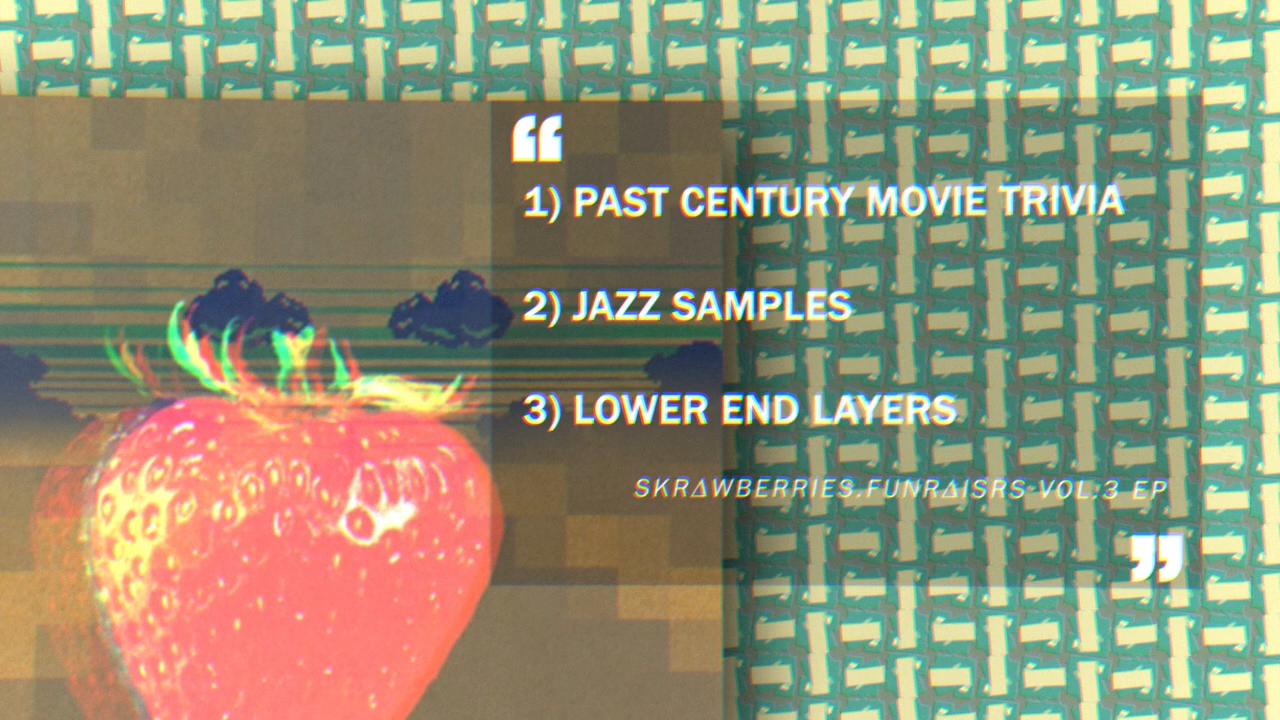 “
1) PAST CENTURY MOVIE TRIVIA
2) JAZZ SAMPLES
3) LOWER END LAYERS
SKRΔWBERRIES.FUNRΔISRS VOL.3 EP
”